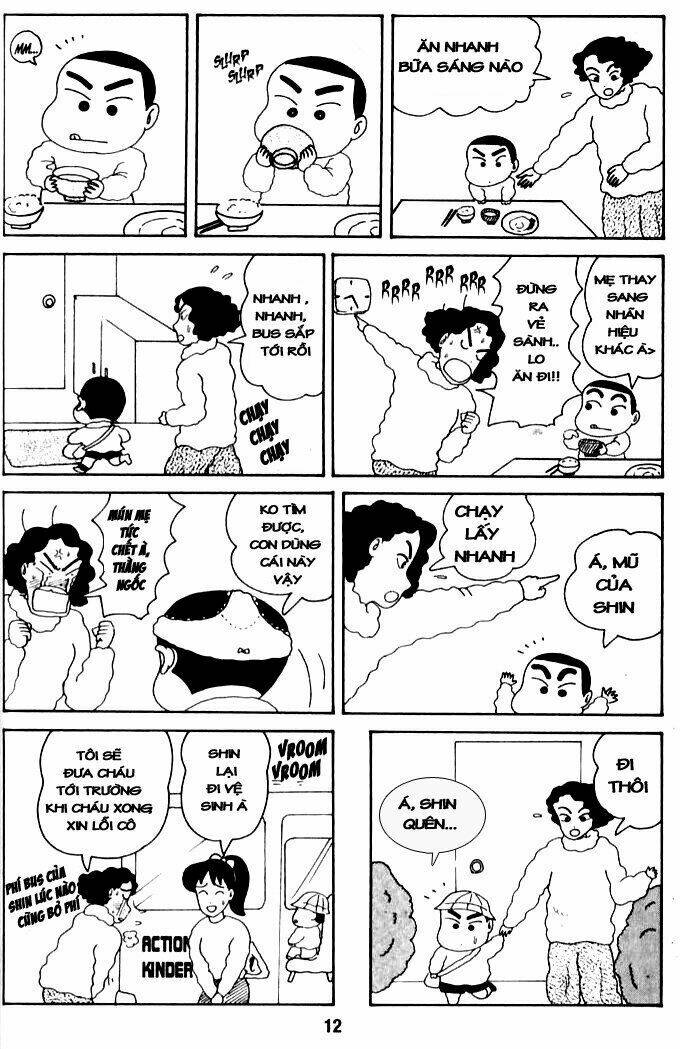 ĂN NHANH
BỮA SÁNG NÀO
SLURP
SLURP
MM...
MẸ THAY
SANG
NHÃN
HIỆU
KHÁC À>
RRRR RRR RRR
ĐỨNG
RA
VẺ
SÀNH..
LO
ĂN ĐI!!
NHANH ,
NHANH,
BUS SẮP
TỚI RỒI
CHẠY
CHẠY
CHẠY
Á, MŨ
CỦA
SHIN
CHẠY
LẤY
NHANH
KO TÌM
ĐƯỢC,
CON DÙNG
CÁI NÀY
VẬY
MÚN MẸ
TỨC
CHẾT À,
THẰNG
NGỐC
ĐI
THÔI
Á, SHIN
QUÊN...
VROOM
VROOM
SHIN
LẠI
ĐI VỆ
SINH À
TÔI SẼ
ĐƯA CHÁU
TỚI TRƯỜNG
KHI CHÁU XONG
XIN LỖI CÔ
PHÍ BUS CỦA
SHIN LÚC NÀO
CŨNG BỎ PHÍ
ACTION
KINDER
12